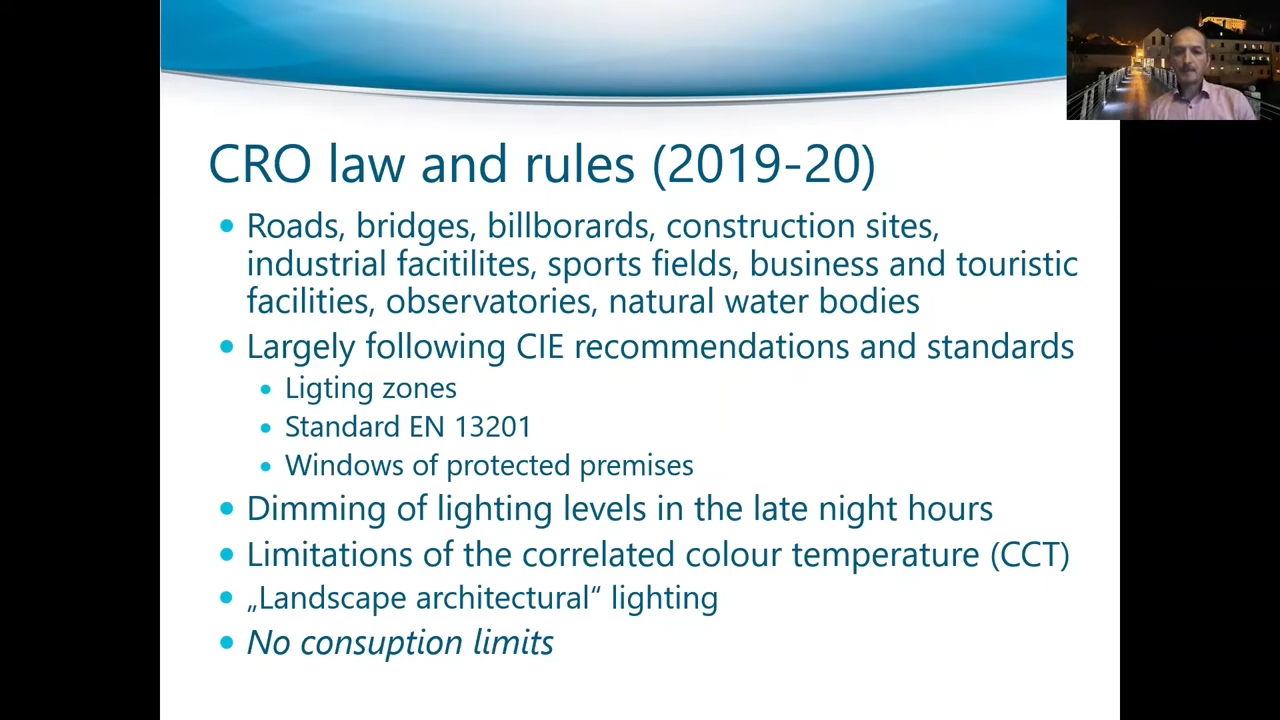 CRO law and rules (2019-20)
• Roads, bridges, billborards, construction sites,
industrial facitilites, sports fields, business and touristic
facilities, observatories, natural water bodies
• Largely following CIE recommendations and standards
• Ligting zones
• Standard EN 13201
• Windows of protected premises
• Dimming of lighting levels in the late night hours
• Limitations of the correlated colour temperature (CCT)
• „Landscape architectural“ lighting
• No consuption limits